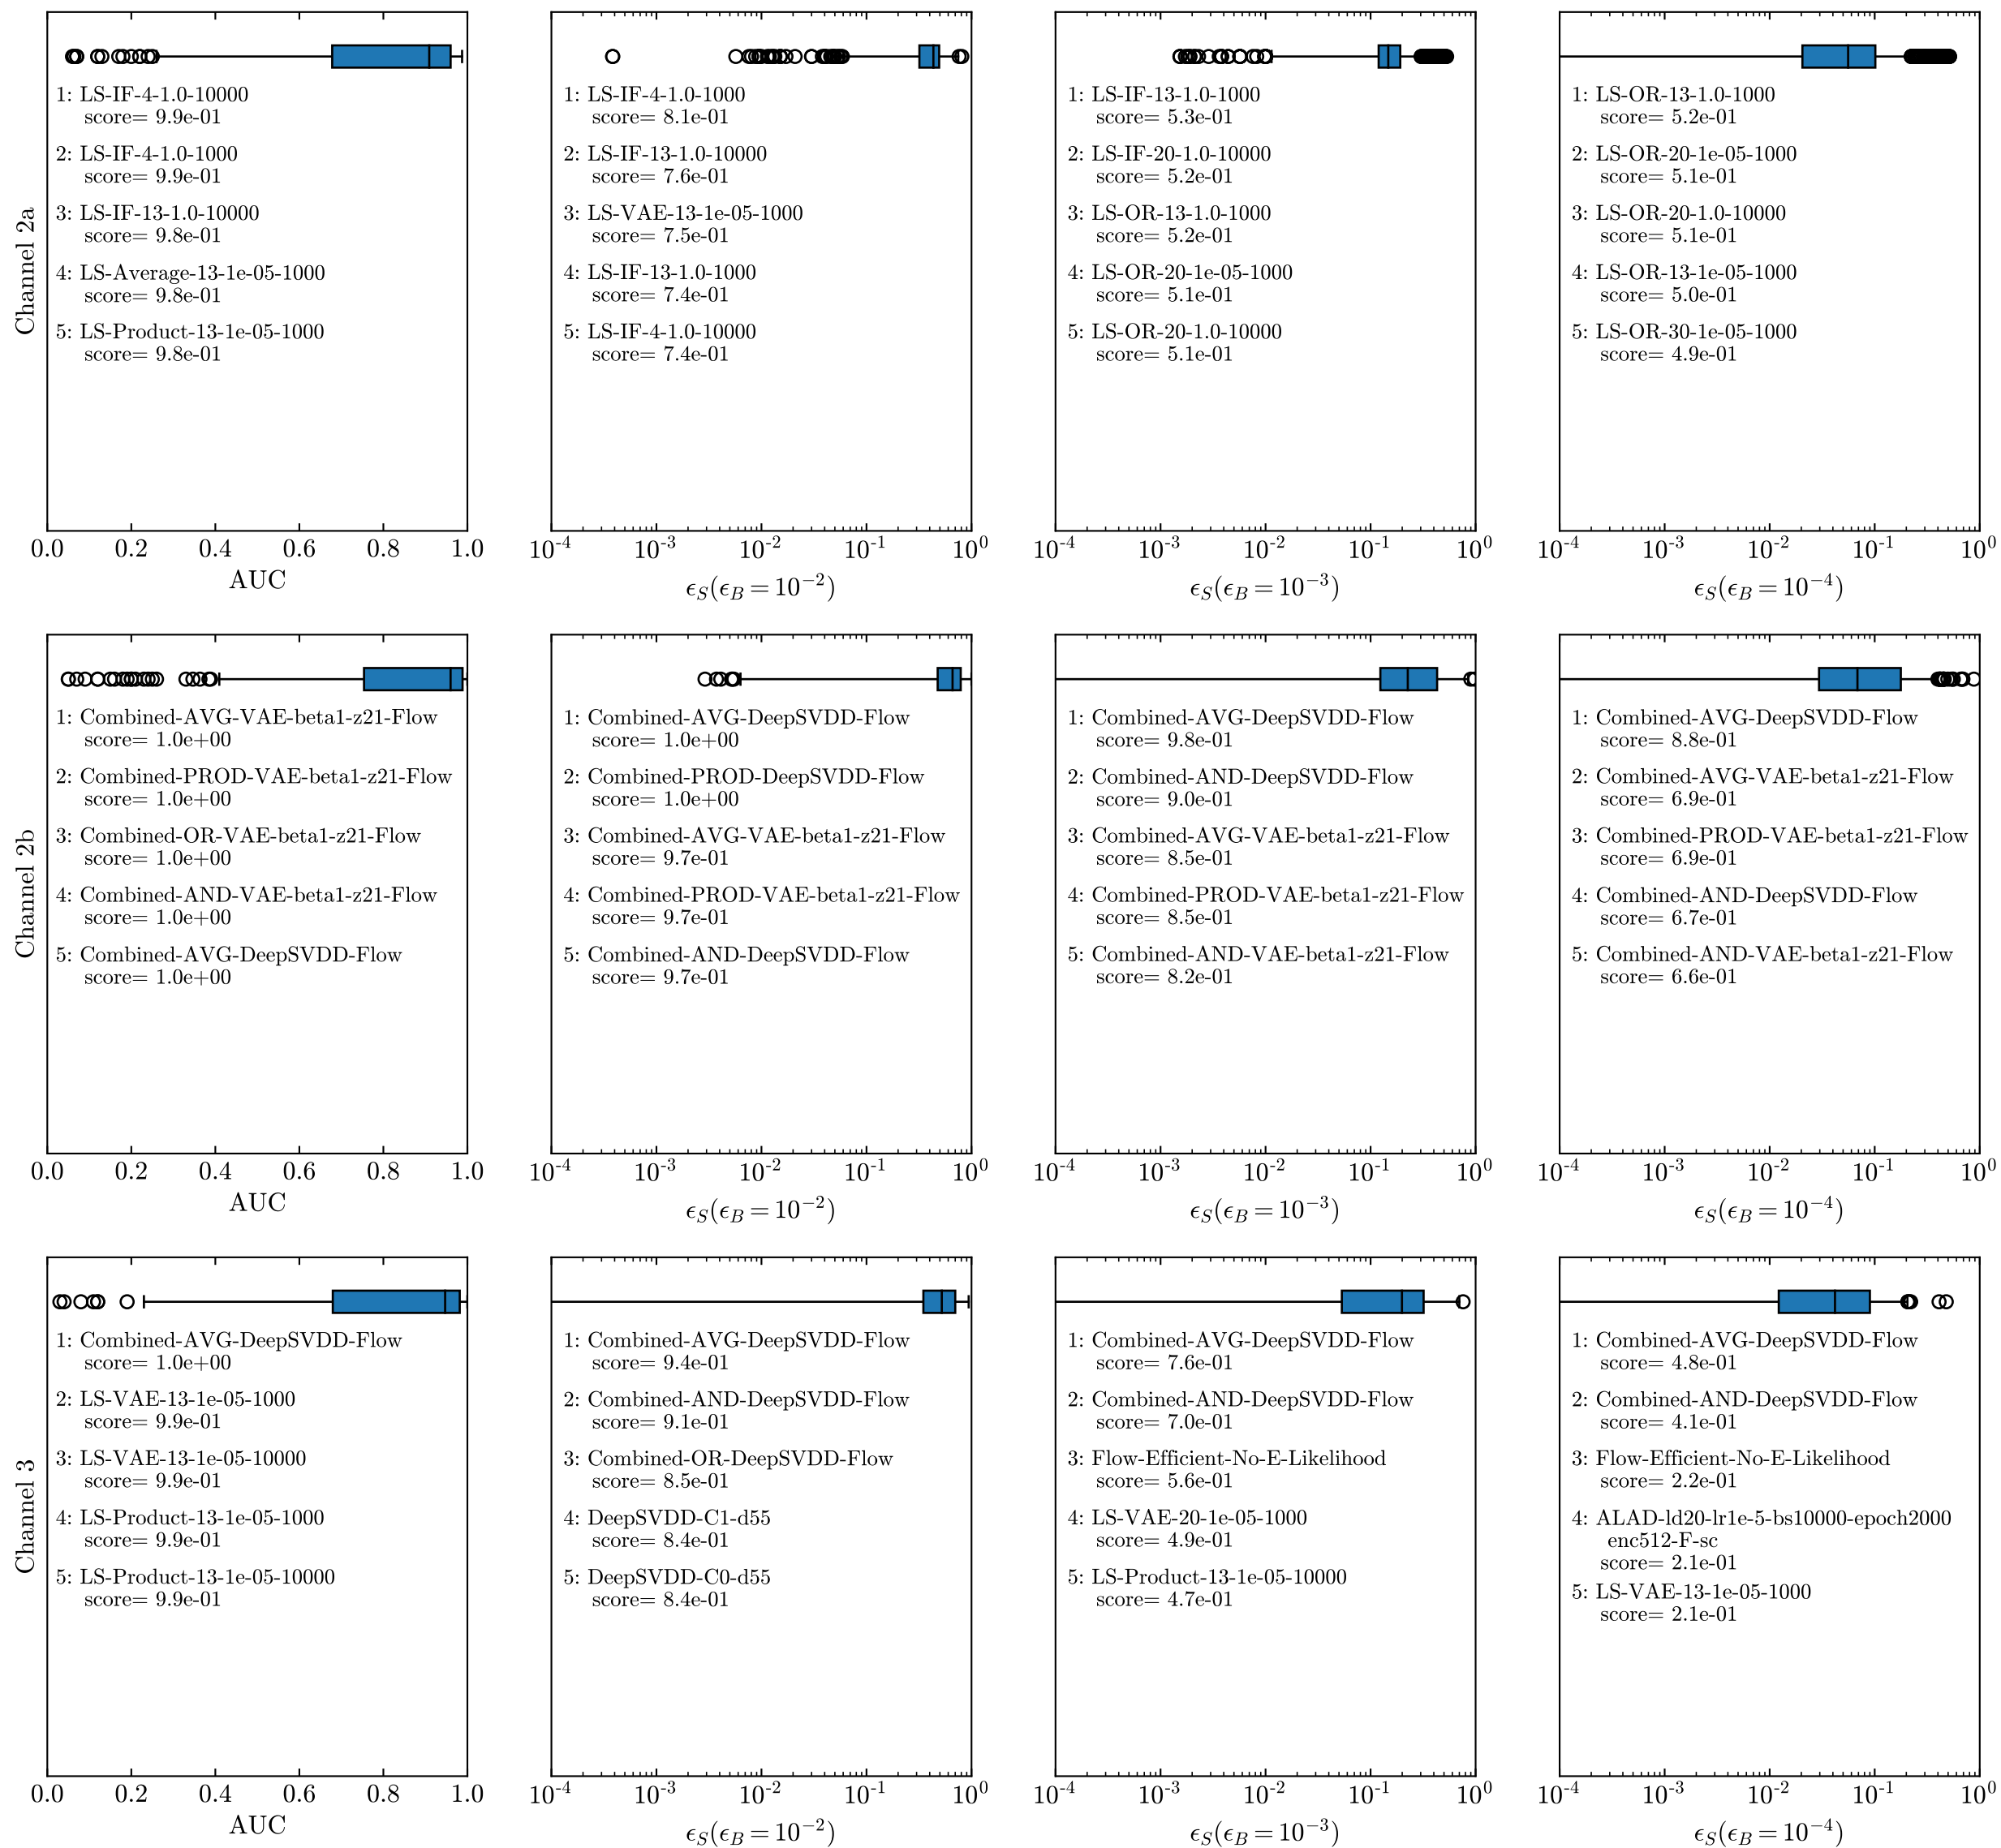 Channel 2a
1: LS-IF-4-1.0-10000
score= 9.9e-01
2: LS-IF-4-1.0-1000
score= 9.9e-01
3: LS-IF-13-1.0-10000
score= 9.8e-01
4: LS-Average-13-1e-05-1000
score= 9.8e-01
5: LS-Product-13-1e-05-1000
score= 9.8e-01
0.0 0.2 0.4 0.6 0.8 1.0
AUC
1: LS-IF-4-1.0-1000
score= 8.1e-01
2: LS-IF-13-1.0-10000
score= 7.6e-01
3: LS-VAE-13-1e-05-1000
score= 7.5e-01
4: LS-IF-13-1.0-1000
score= 7.4e-01
5: LS-IF-4-1.0-10000
score= 7.4e-01
10⁻⁴ 10⁻³ 10⁻² 10⁻¹ 10⁰
ϵ_S(ϵ_B = 10⁻²)
1: LS-IF-13-1.0-1000
score= 5.3e-01
2: LS-IF-20-1.0-10000
score= 5.2e-01
3: LS-OR-13-1.0-1000
score= 5.2e-01
4: LS-OR-20-1e-05-1000
score= 5.1e-01
5: LS-OR-20-1.0-10000
score= 5.1e-01
10⁻⁴ 10⁻³ 10⁻² 10⁻¹ 10⁰
ϵ_S(ϵ_B = 10⁻³)
1: LS-OR-13-1.0-1000
score= 5.2e-01
2: LS-OR-20-1e-05-1000
score= 5.1e-01
3: LS-OR-20-1.0-10000
score= 5.1e-01
4: LS-OR-13-1e-05-1000
score= 5.0e-01
5: LS-OR-30-1e-05-1000
score= 4.9e-01
10⁻⁴ 10⁻³ 10⁻² 10⁻¹ 10⁰
ϵ_S(ϵ_B = 10⁻⁴)
Channel 2b
1: Combined-AVG-VAE-beta1-z21-Flow
score= 1.0e+00
2: Combined-PROD-VAE-beta1-z21-Flow
score= 1.0e+00
3: Combined-OR-VAE-beta1-z21-Flow
score= 1.0e+00
4: Combined-AND-VAE-beta1-z21-Flow
score= 1.0e+00
5: Combined-AVG-DeepSVDD-Flow
score= 1.0e+00
0.0 0.2 0.4 0.6 0.8 1.0
AUC
1: Combined-AVG-DeepSVDD-Flow
score= 1.0e+00
2: Combined-PROD-DeepSVDD-Flow
score= 1.0e+00
3: Combined-AVG-VAE-beta1-z21-Flow
score= 9.7e-01
4: Combined-PROD-VAE-beta1-z21-Flow
score= 9.7e-01
5: Combined-AND-DeepSVDD-Flow
score= 9.7e-01
10⁻⁴ 10⁻³ 10⁻² 10⁻¹ 10⁰
ϵ_S(ϵ_B = 10⁻²)
1: Combined-AVG-DeepSVDD-Flow
score= 9.8e-01
2: Combined-AND-DeepSVDD-Flow
score= 9.0e-01
3: Combined-AVG-VAE-beta1-z21-Flow
score= 8.5e-01
4: Combined-PROD-VAE-beta1-z21-Flow
score= 8.5e-01
5: Combined-AND-VAE-beta1-z21-Flow
score= 8.2e-01
10⁻⁴ 10⁻³ 10⁻² 10⁻¹ 10⁰
ϵ_S(ϵ_B = 10⁻³)
1: Combined-AVG-DeepSVDD-Flow
score= 8.8e-01
2: Combined-AVG-VAE-beta1-z21-Flow
score= 6.9e-01
3: Combined-PROD-VAE-beta1-z21-Flow
score= 6.9e-01
4: Combined-AND-DeepSVDD-Flow
score= 6.7e-01
5: Combined-AND-VAE-beta1-z21-Flow
score= 6.6e-01
10⁻⁴ 10⁻³ 10⁻² 10⁻¹ 10⁰
ϵ_S(ϵ_B = 10⁻⁴)
Channel 3
1: Combined-AVG-DeepSVDD-Flow
score= 1.0e+00
2: LS-VAE-13-1e-05-1000
score= 9.9e-01
3: LS-VAE-13-1e-05-10000
score= 9.9e-01
4: LS-Product-13-1e-05-1000
score= 9.9e-01
5: LS-Product-13-1e-05-10000
score= 9.9e-01
0.0 0.2 0.4 0.6 0.8 1.0
AUC
1: Combined-AVG-DeepSVDD-Flow
score= 9.4e-01
2: Combined-AND-DeepSVDD-Flow
score= 9.1e-01
3: Combined-OR-DeepSVDD-Flow
score= 8.5e-01
4: DeepSVDD-C1-d55
score= 8.4e-01
5: DeepSVDD-C0-d55
score= 8.4e-01
10⁻⁴ 10⁻³ 10⁻² 10⁻¹ 10⁰
ϵ_S(ϵ_B = 10⁻²)
1: Combined-AVG-DeepSVDD-Flow
score= 7.6e-01
2: Combined-AND-DeepSVDD-Flow
score= 7.0e-01
3: Flow-Efficient-No-E-Likelihood
score= 5.6e-01
4: LS-VAE-20-1e-05-1000
score= 4.9e-01
5: LS-Product-13-1e-05-10000
score= 4.7e-01
10⁻⁴ 10⁻³ 10⁻² 10⁻¹ 10⁰
ϵ_S(ϵ_B = 10⁻³)
1: Combined-AVG-DeepSVDD-Flow
score= 4.8e-01
2: Combined-AND-DeepSVDD-Flow
score= 4.1e-01
3: Flow-Efficient-No-E-Likelihood
score= 2.2e-01
4: ALAD-ld20-lr1e-5-bs10000-epoch2000
enc512-F-sc
score= 2.1e-01
5: LS-VAE-13-1e-05-1000
score= 2.1e-01
10⁻⁴ 10⁻³ 10⁻² 10⁻¹ 10⁰
ϵ_S(ϵ_B = 10⁻⁴)